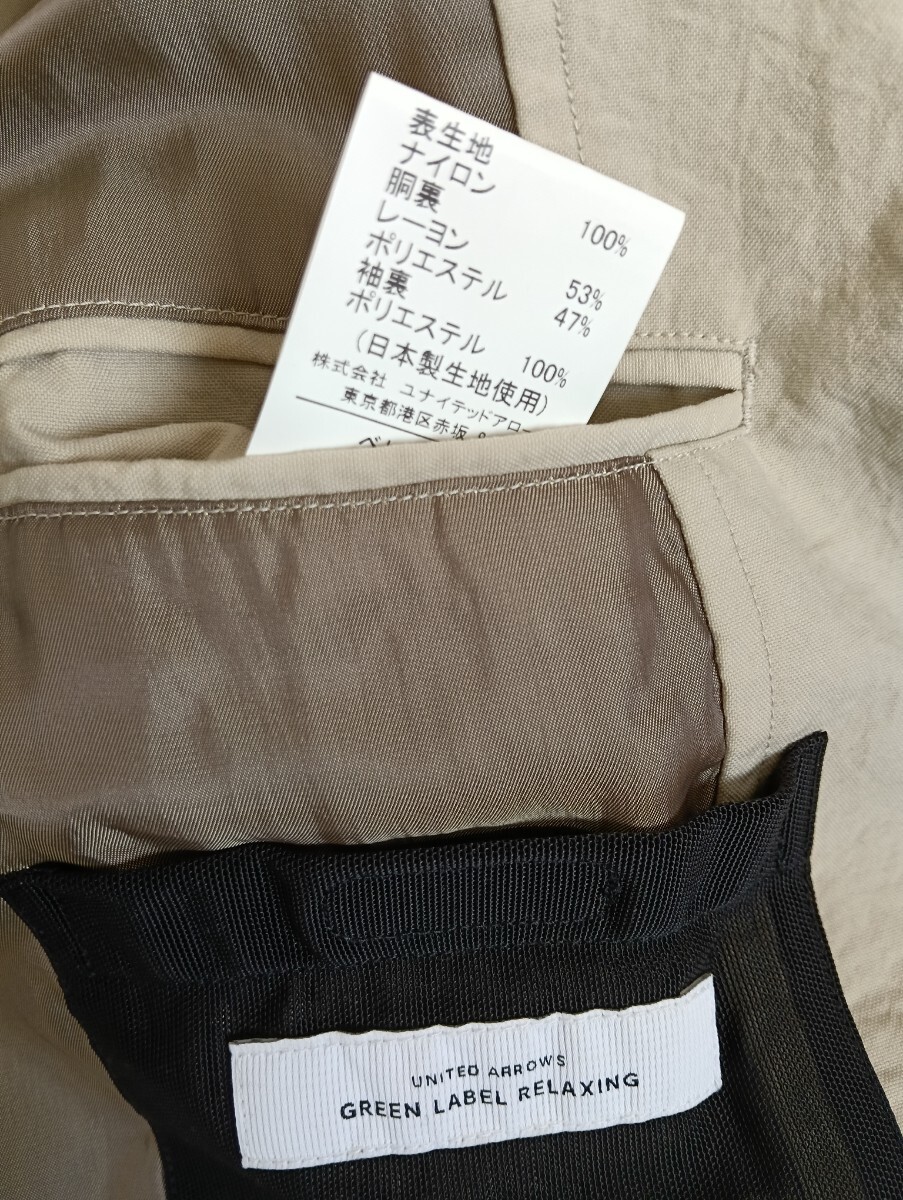 表生地
ナイロン 100%
胴裏
レーヨン 53%
ポリエステル 47%
袖裏
ポリエステル 100%
(日本製生地使用)
株式会社 ユナイテッドアロー
東京都港区赤坂
UNITED ARROWS
GREEN LABEL RELAXING